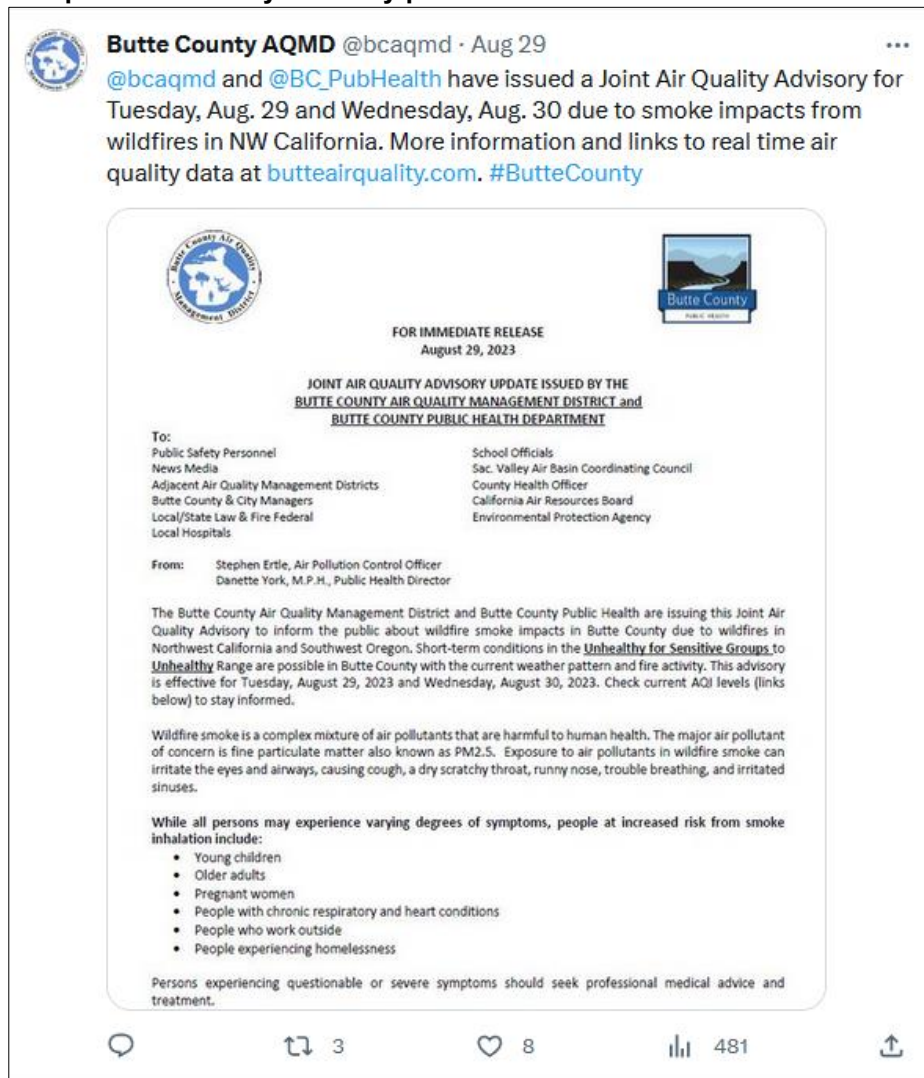 Butte County AQMD @bcaqmd · Aug 29
@bcaqmd and @BC_PubHealth have issued a Joint Air Quality Advisory for
Tuesday, Aug. 29 and Wednesday, Aug. 30 due to smoke impacts from
wildfires in NW California. More information and links to real time air
quality data at butteairquality.com. #ButteCounty
Butte County Air Quality
Management District
Butte County
PUBLIC HEALTH
FOR IMMEDIATE RELEASE
August 29, 2023
JOINT AIR QUALITY ADVISORY UPDATE ISSUED BY THE
BUTTE COUNTY AIR QUALITY MANAGEMENT DISTRICT and
BUTTE COUNTY PUBLIC HEALTH DEPARTMENT
To:
Public Safety Personnel
News Media
Adjacent Air Quality Management Districts
Butte County & City Managers
Local/State Law & Fire Federal
Local Hospitals
School Officials
Sac. Valley Air Basin Coordinating Council
County Health Officer
California Air Resources Board
Environmental Protection Agency
From: Stephen Ertle, Air Pollution Control Officer
Danette York, M.P.H., Public Health Director
The Butte County Air Quality Management District and Butte County Public Health are issuing this Joint Air
Quality Advisory to inform the public about wildfire smoke impacts in Butte County due to wildfires in
Northwest California and Southwest Oregon. Short-term conditions in the Unhealthy for Sensitive Groups to
Unhealthy Range are possible in Butte County with the current weather pattern and fire activity. This advisory
is effective for Tuesday, August 29, 2023 and Wednesday, August 30, 2023. Check current AQI levels (links
below) to stay informed.
Wildfire smoke is a complex mixture of air pollutants that are harmful to human health. The major air pollutant
of concern is fine particulate matter also known as PM2.5. Exposure to air pollutants in wildfire smoke can
irritate the eyes and airways, causing cough, a dry scratchy throat, runny nose, trouble breathing, and irritated
sinuses.
While all persons may experience varying degrees of symptoms, people at increased risk from smoke
inhalation include:
• Young children
• Older adults
• Pregnant women
• People with chronic respiratory and heart conditions
• People who work outside
• People experiencing homelessness
Persons experiencing questionable or severe symptoms should seek professional medical advice and
treatment.
3 8 481